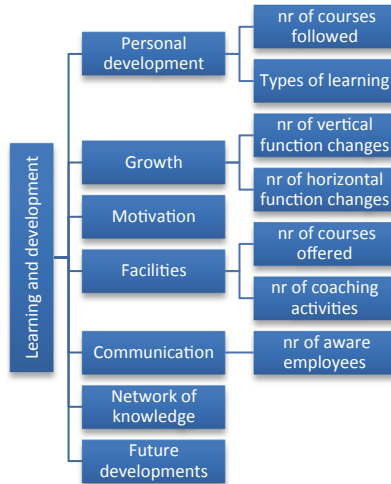 Learning and development
Personal
development
nr of courses
followed
Types of learning
Growth
nr of vertical
function changes
nr of horizontal
function changes
Motivation
Facilities
nr of courses
offered
nr of coaching
activities
Communication
nr of aware
employees
Network of
knowledge
Future
developments